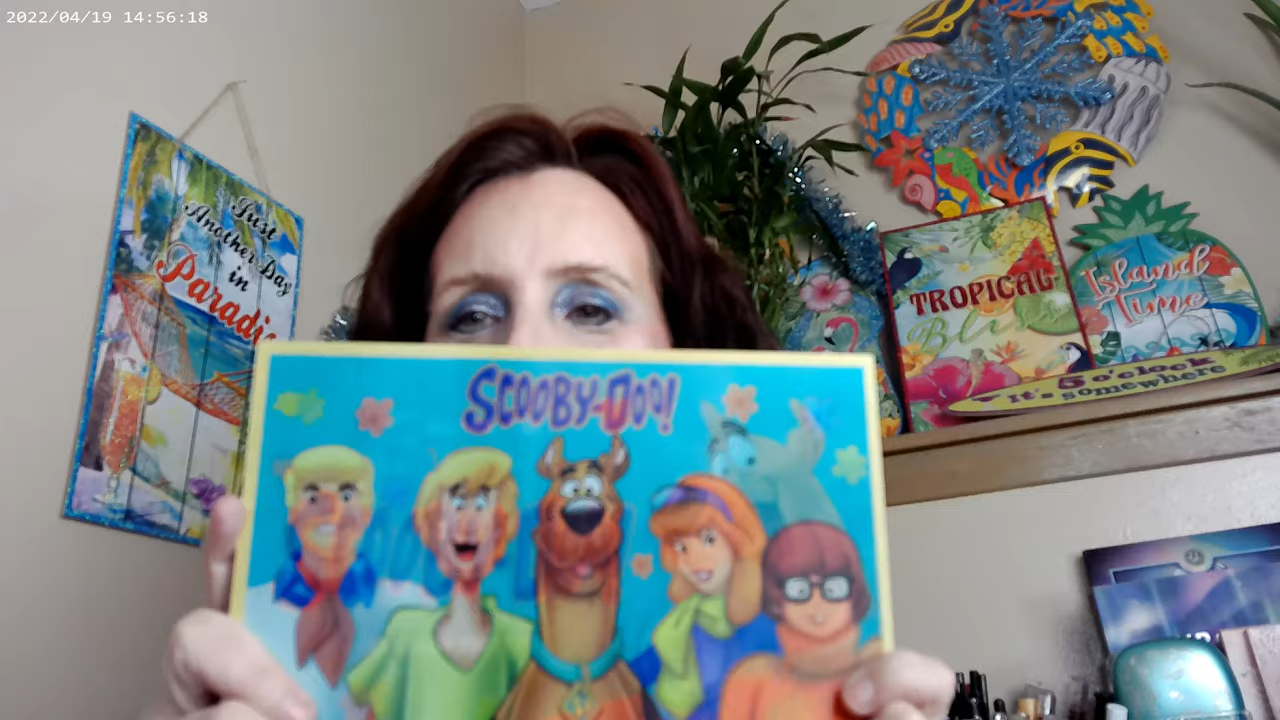 2022/04/19 14:56:18
Just
Another Day
in
Paradise
SCOOBY-DOO!
TROPICAL
Bliss
Island
Time
5 o'clock
it's somewhere